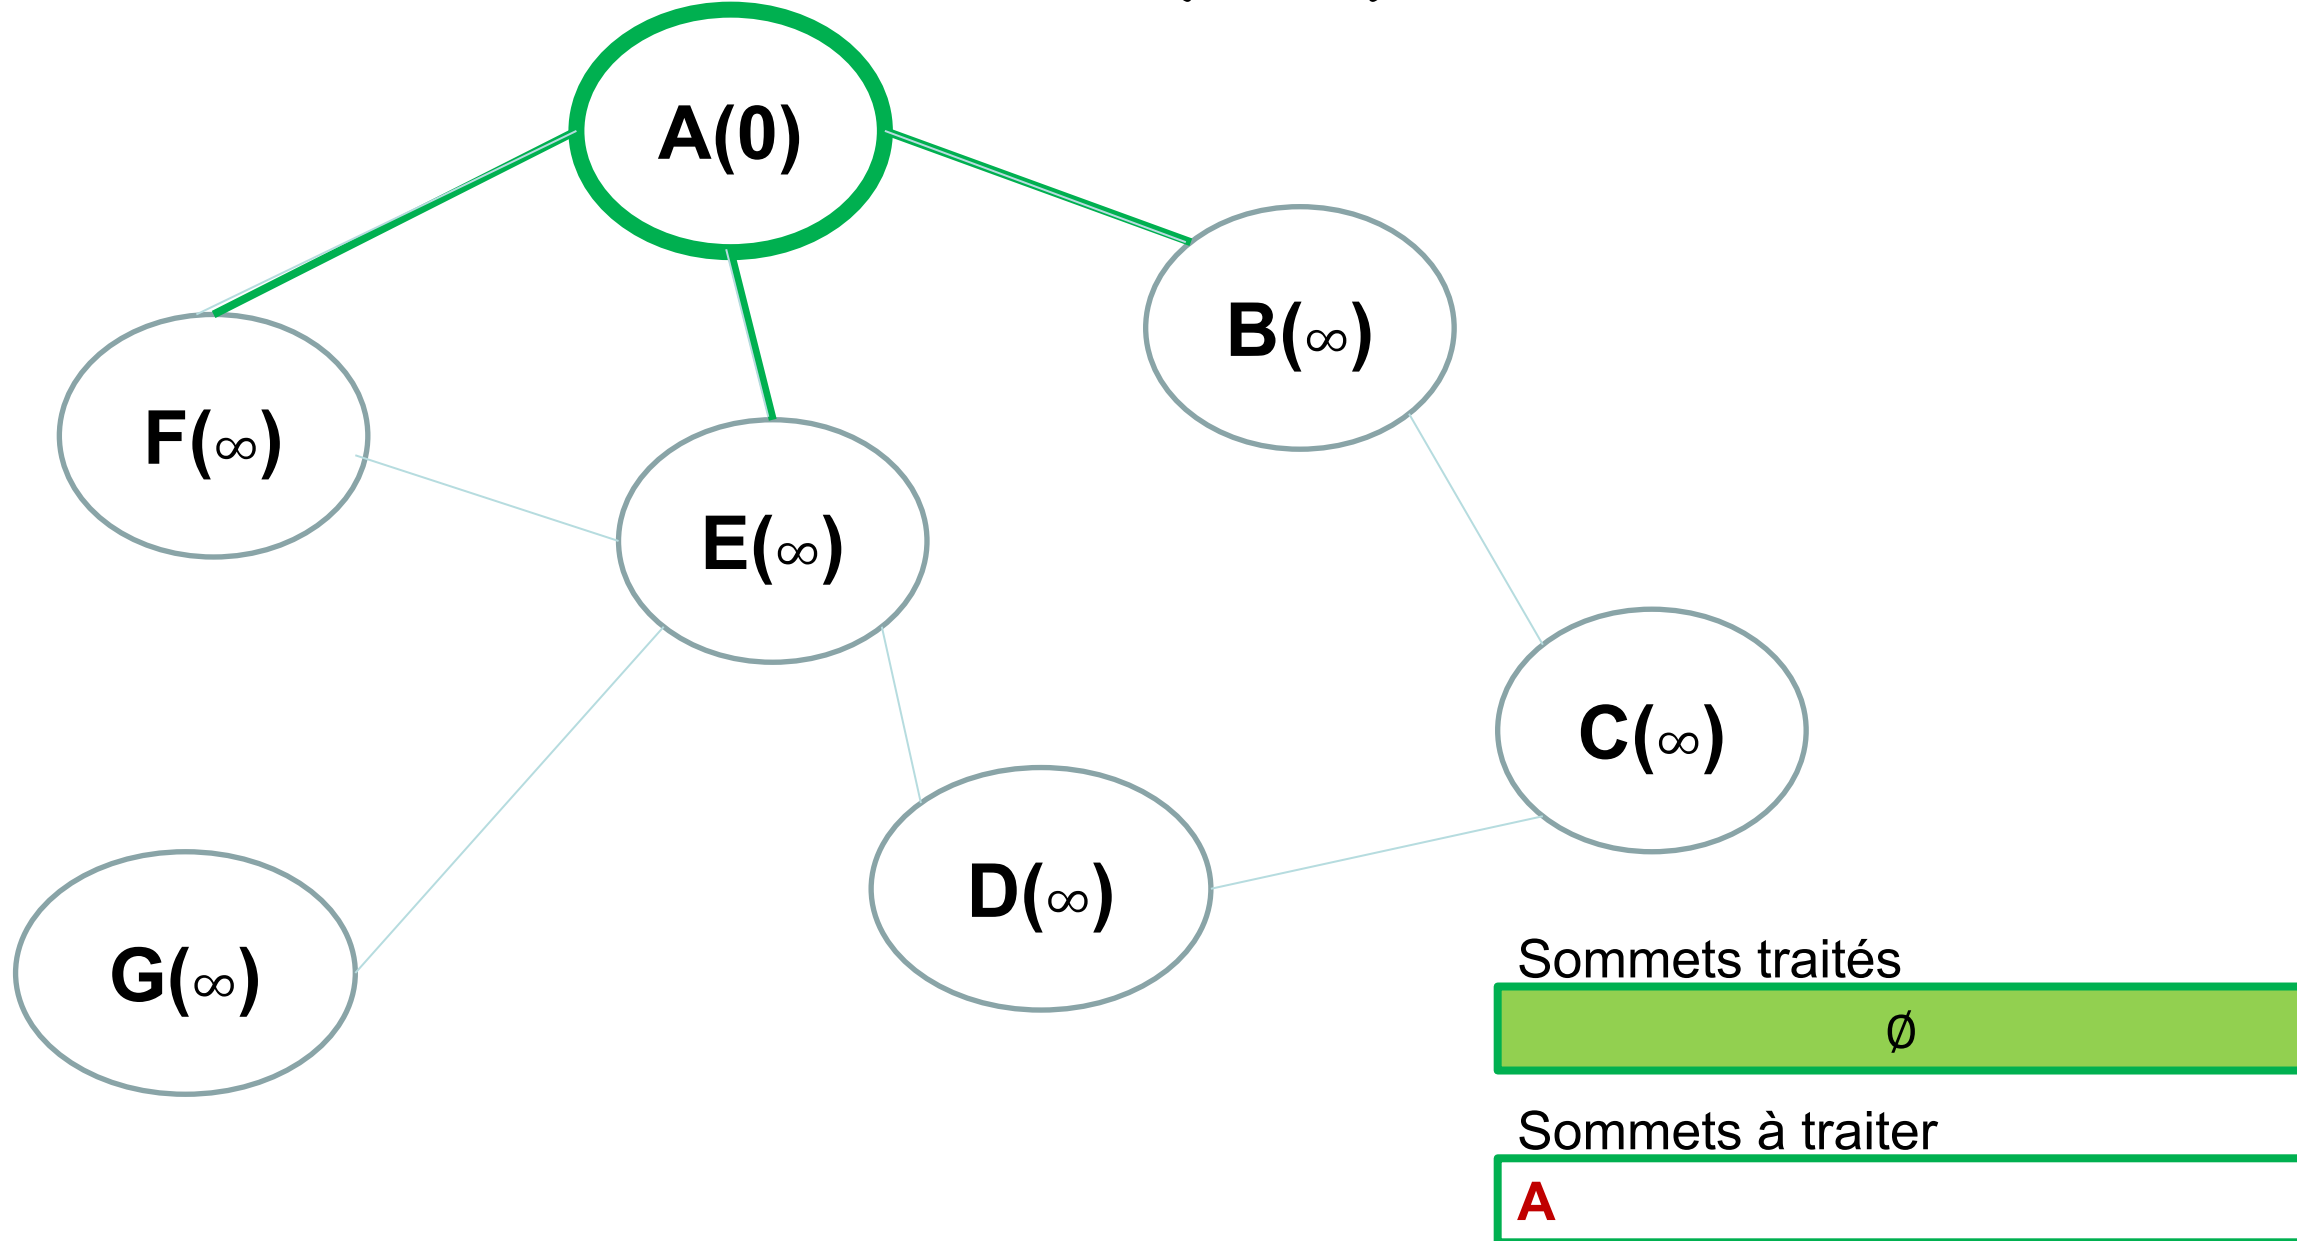 A(0)
B(∞)
F(∞)
E(∞)
C(∞)
D(∞)
G(∞)
Sommets traités
∅
Sommets à traiter
A